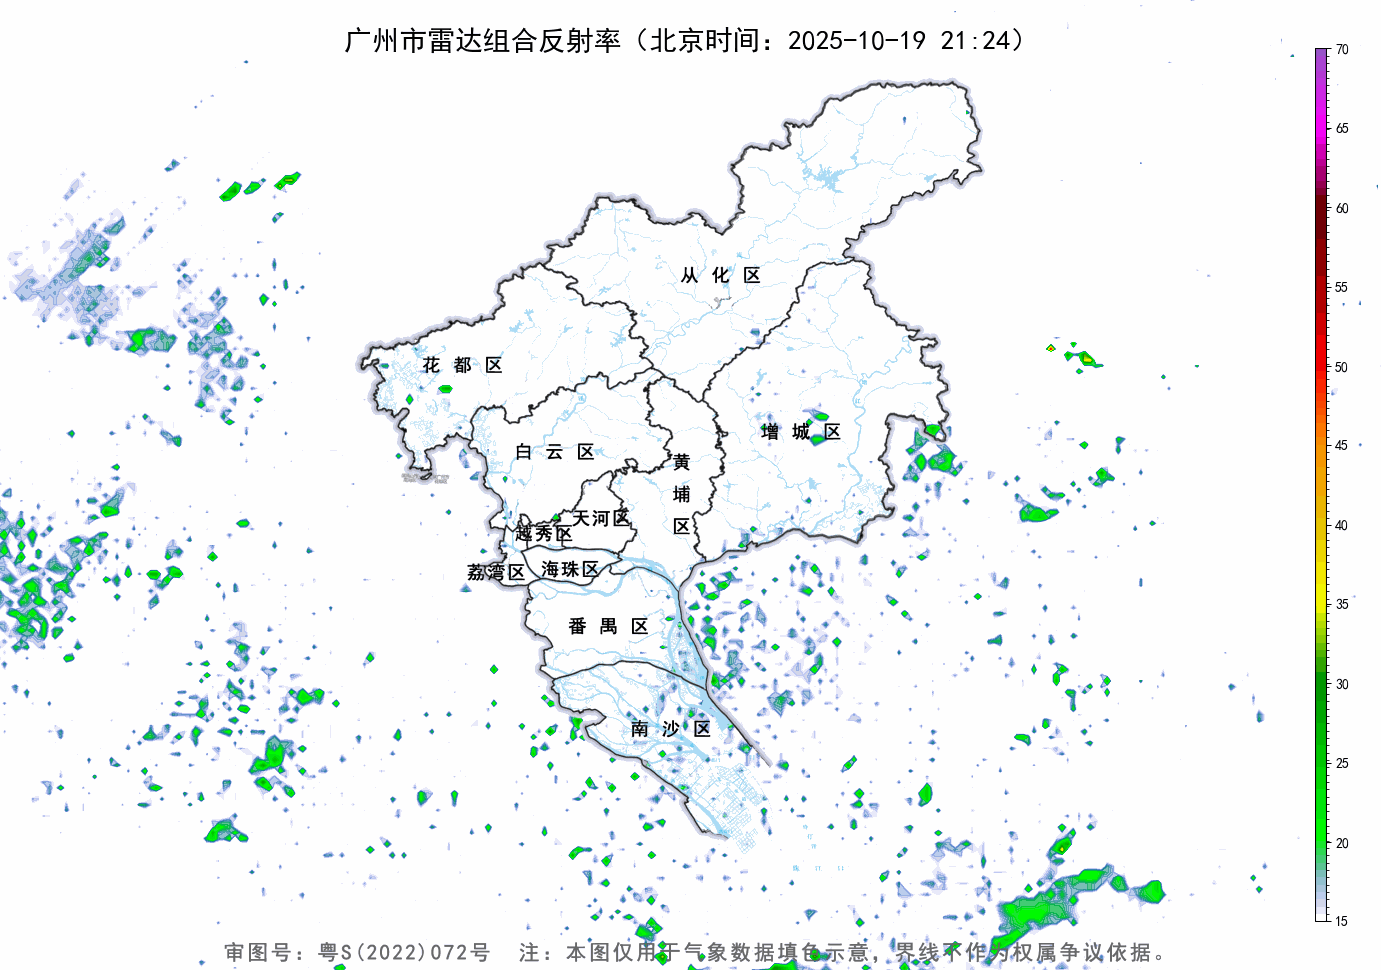 广州市雷达组合反射率（北京时间：2025-10-19 21:24）
70
65
60
55
50
45
40
35
30
25
20
15
从化区
花都区
增城区
白云区
黄埔区
天河区
越秀区
荔湾区
海珠区
番禺区
南沙区
审图号：粤S(2022)072号 注：本图仅用于气象数据填色示意，界线不作为权属争议依据。